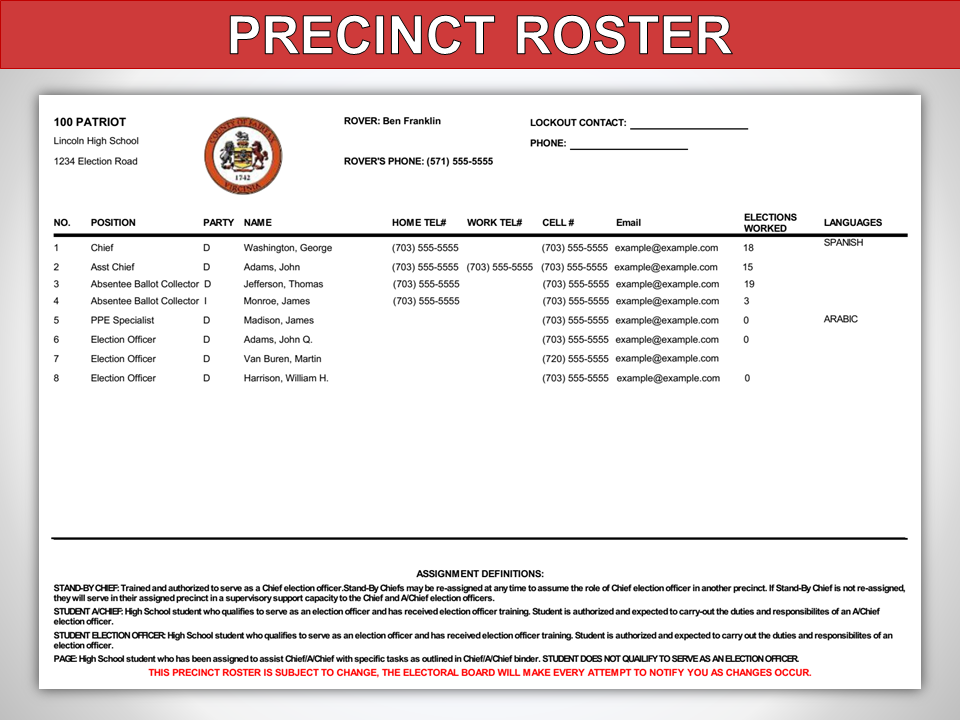 PRECINCT ROSTER
100 PATRIOT
Lincoln High School
1234 Election Road
COUNTY OF FAIRFAX
1742
VIRGINIA
ROVER: Ben Franklin
ROVER'S PHONE: (571) 555-5555
LOCKOUT CONTACT:
PHONE:
NO. POSITION PARTY NAME HOME TEL# WORK TEL# CELL # Email ELECTIONS WORKED LANGUAGES
1 Chief D Washington, George (703) 555-5555 (703) 555-5555 example@example.com 18 SPANISH
2 Asst Chief D Adams, John (703) 555-5555 (703) 555-5555 (703) 555-5555 example@example.com 15
3 Absentee Ballot Collector D Jefferson, Thomas (703) 555-5555 (703) 555-5555 example@example.com 19
4 Absentee Ballot Collector I Monroe, James (703) 555-5555 (703) 555-5555 example@example.com 3
5 PPE Specialist D Madison, James (703) 555-5555 example@example.com 0 ARABIC
6 Election Officer D Adams, John Q. (703) 555-5555 example@example.com 0
7 Election Officer D Van Buren, Martin (720) 555-5555 example@example.com
8 Election Officer D Harrison, William H. (703) 555-5555 example@example.com 0
ASSIGNMENT DEFINITIONS:
STAND-BY CHIEF: Trained and authorized to serve as a Chief election officer.Stand-By Chiefs may be re-assigned at any time to assume the role of Chief election officer in another precinct. If Stand-By Chief is not re-assigned,
they will serve in their assigned precinct in a supervisory support capacity to the Chief and A/Chief election officers.
STUDENT A/CHIEF: High School student who qualifies to serve as an election officer and has received election officer training. Student is authorized and expected to carry-out the duties and responsibilites of an A/Chief
election officer.
STUDENT ELECTION OFFICER: High School student who qualifies to serve as an election officer and has received election officer training. Student is authorized and expected to carry out the duties and responsibilites of an
election officer.
PAGE: High School student who has been assigned to assist Chief/A/Chief with specific tasks as outlined in Chief/A/Chief binder. STUDENT DOES NOT QUAILIFY TO SERVE AS AN ELECTION OFFICER.
THIS PRECINCT ROSTER IS SUBJECT TO CHANGE, THE ELECTORAL BOARD WILL MAKE EVERY ATTEMPT TO NOTIFY YOU AS CHANGES OCCUR.